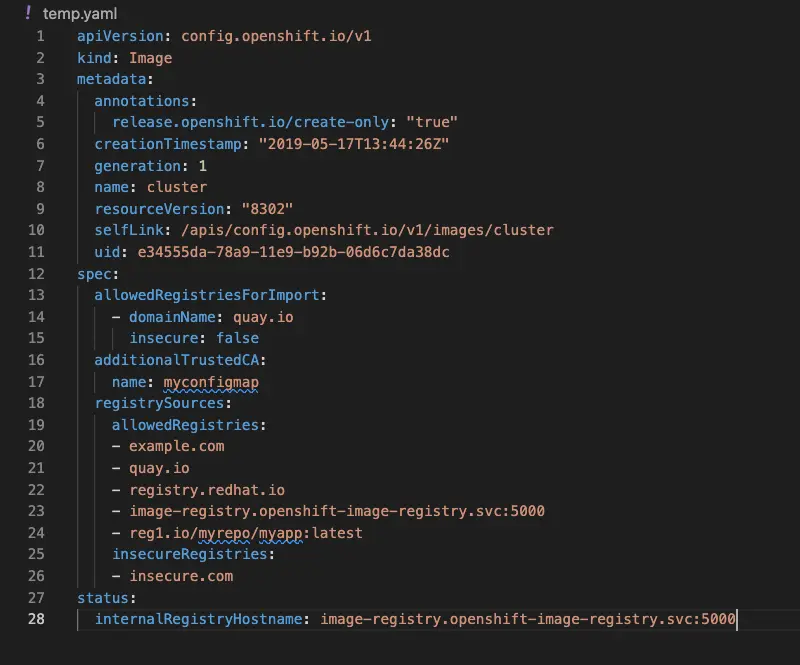 ! temp.yaml
1 apiVersion: config.openshift.io/v1
2 kind: Image
3 metadata:
4   annotations:
5     release.openshift.io/create-only: "true"
6   creationTimestamp: "2019-05-17T13:44:26Z"
7   generation: 1
8   name: cluster
9   resourceVersion: "8302"
10   selfLink: /apis/config.openshift.io/v1/images/cluster
11   uid: e34555da-78a9-11e9-b92b-06d6c7da38dc
12 spec:
13   allowedRegistriesForImport:
14     - domainName: quay.io
15       insecure: false
16   additionalTrustedCA:
17     name: myconfigmap
18   registrySources:
19     allowedRegistries:
20     - example.com
21     - quay.io
22     - registry.redhat.io
23     - image-registry.openshift-image-registry.svc:5000
24     - reg1.io/myrepo/myapp:latest
25     insecureRegistries:
26     - insecure.com
27 status:
28   internalRegistryHostname: image-registry.openshift-image-registry.svc:5000